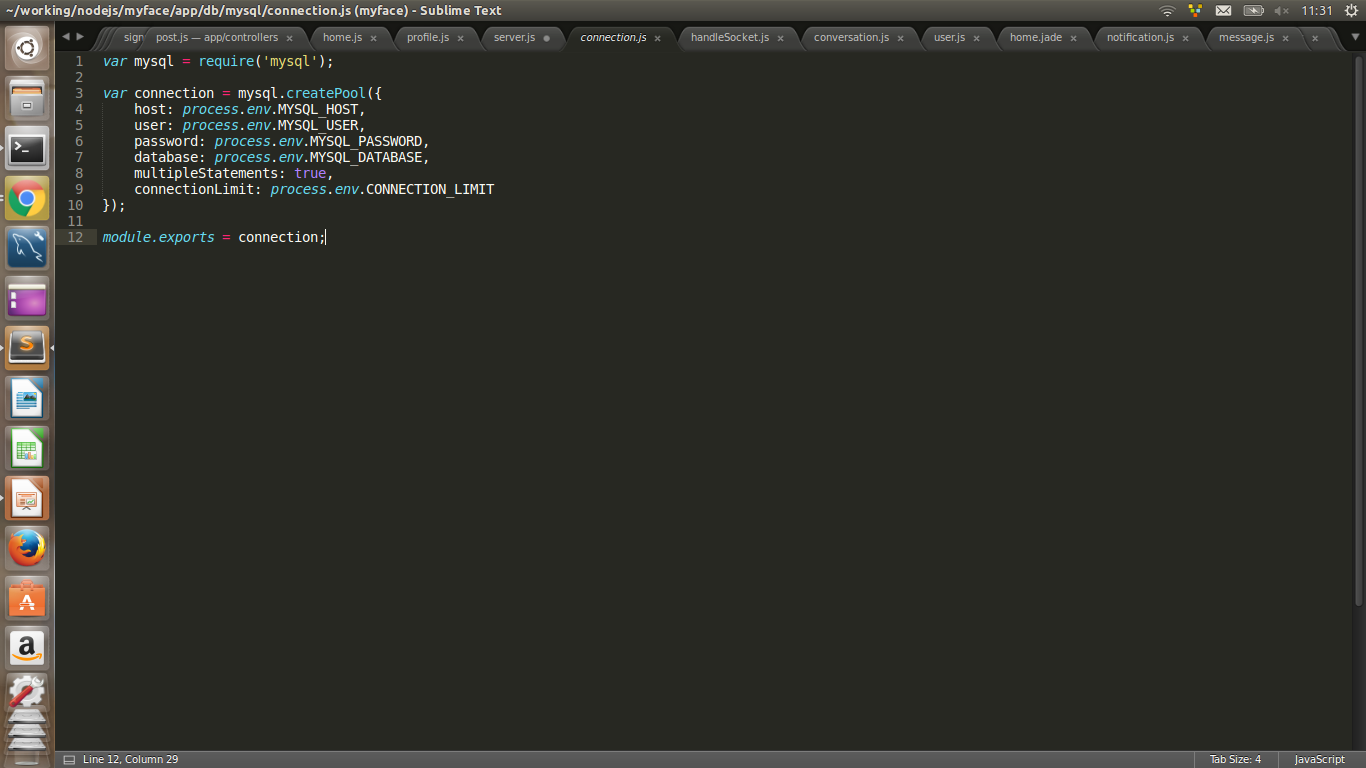 ~/working/nodejs/myface/app/db/mysql/connection.js (myface) - Sublime Text
11:31
sign post.js — app/controllers × home.js × profile.js × server.js ● connection.js × handleSocket.js × conversation.js × user.js × home.jade × notification.js × message.js × ×
1 var mysql = require('mysql');
2
3 var connection = mysql.createPool({
4 host: process.env.MYSQL_HOST,
5 user: process.env.MYSQL_USER,
6 password: process.env.MYSQL_PASSWORD,
7 database: process.env.MYSQL_DATABASE,
8 multipleStatements: true,
9 connectionLimit: process.env.CONNECTION_LIMIT
10 });
11
12 module.exports = connection;
Line 12, Column 29
Tab Size: 4
JavaScript